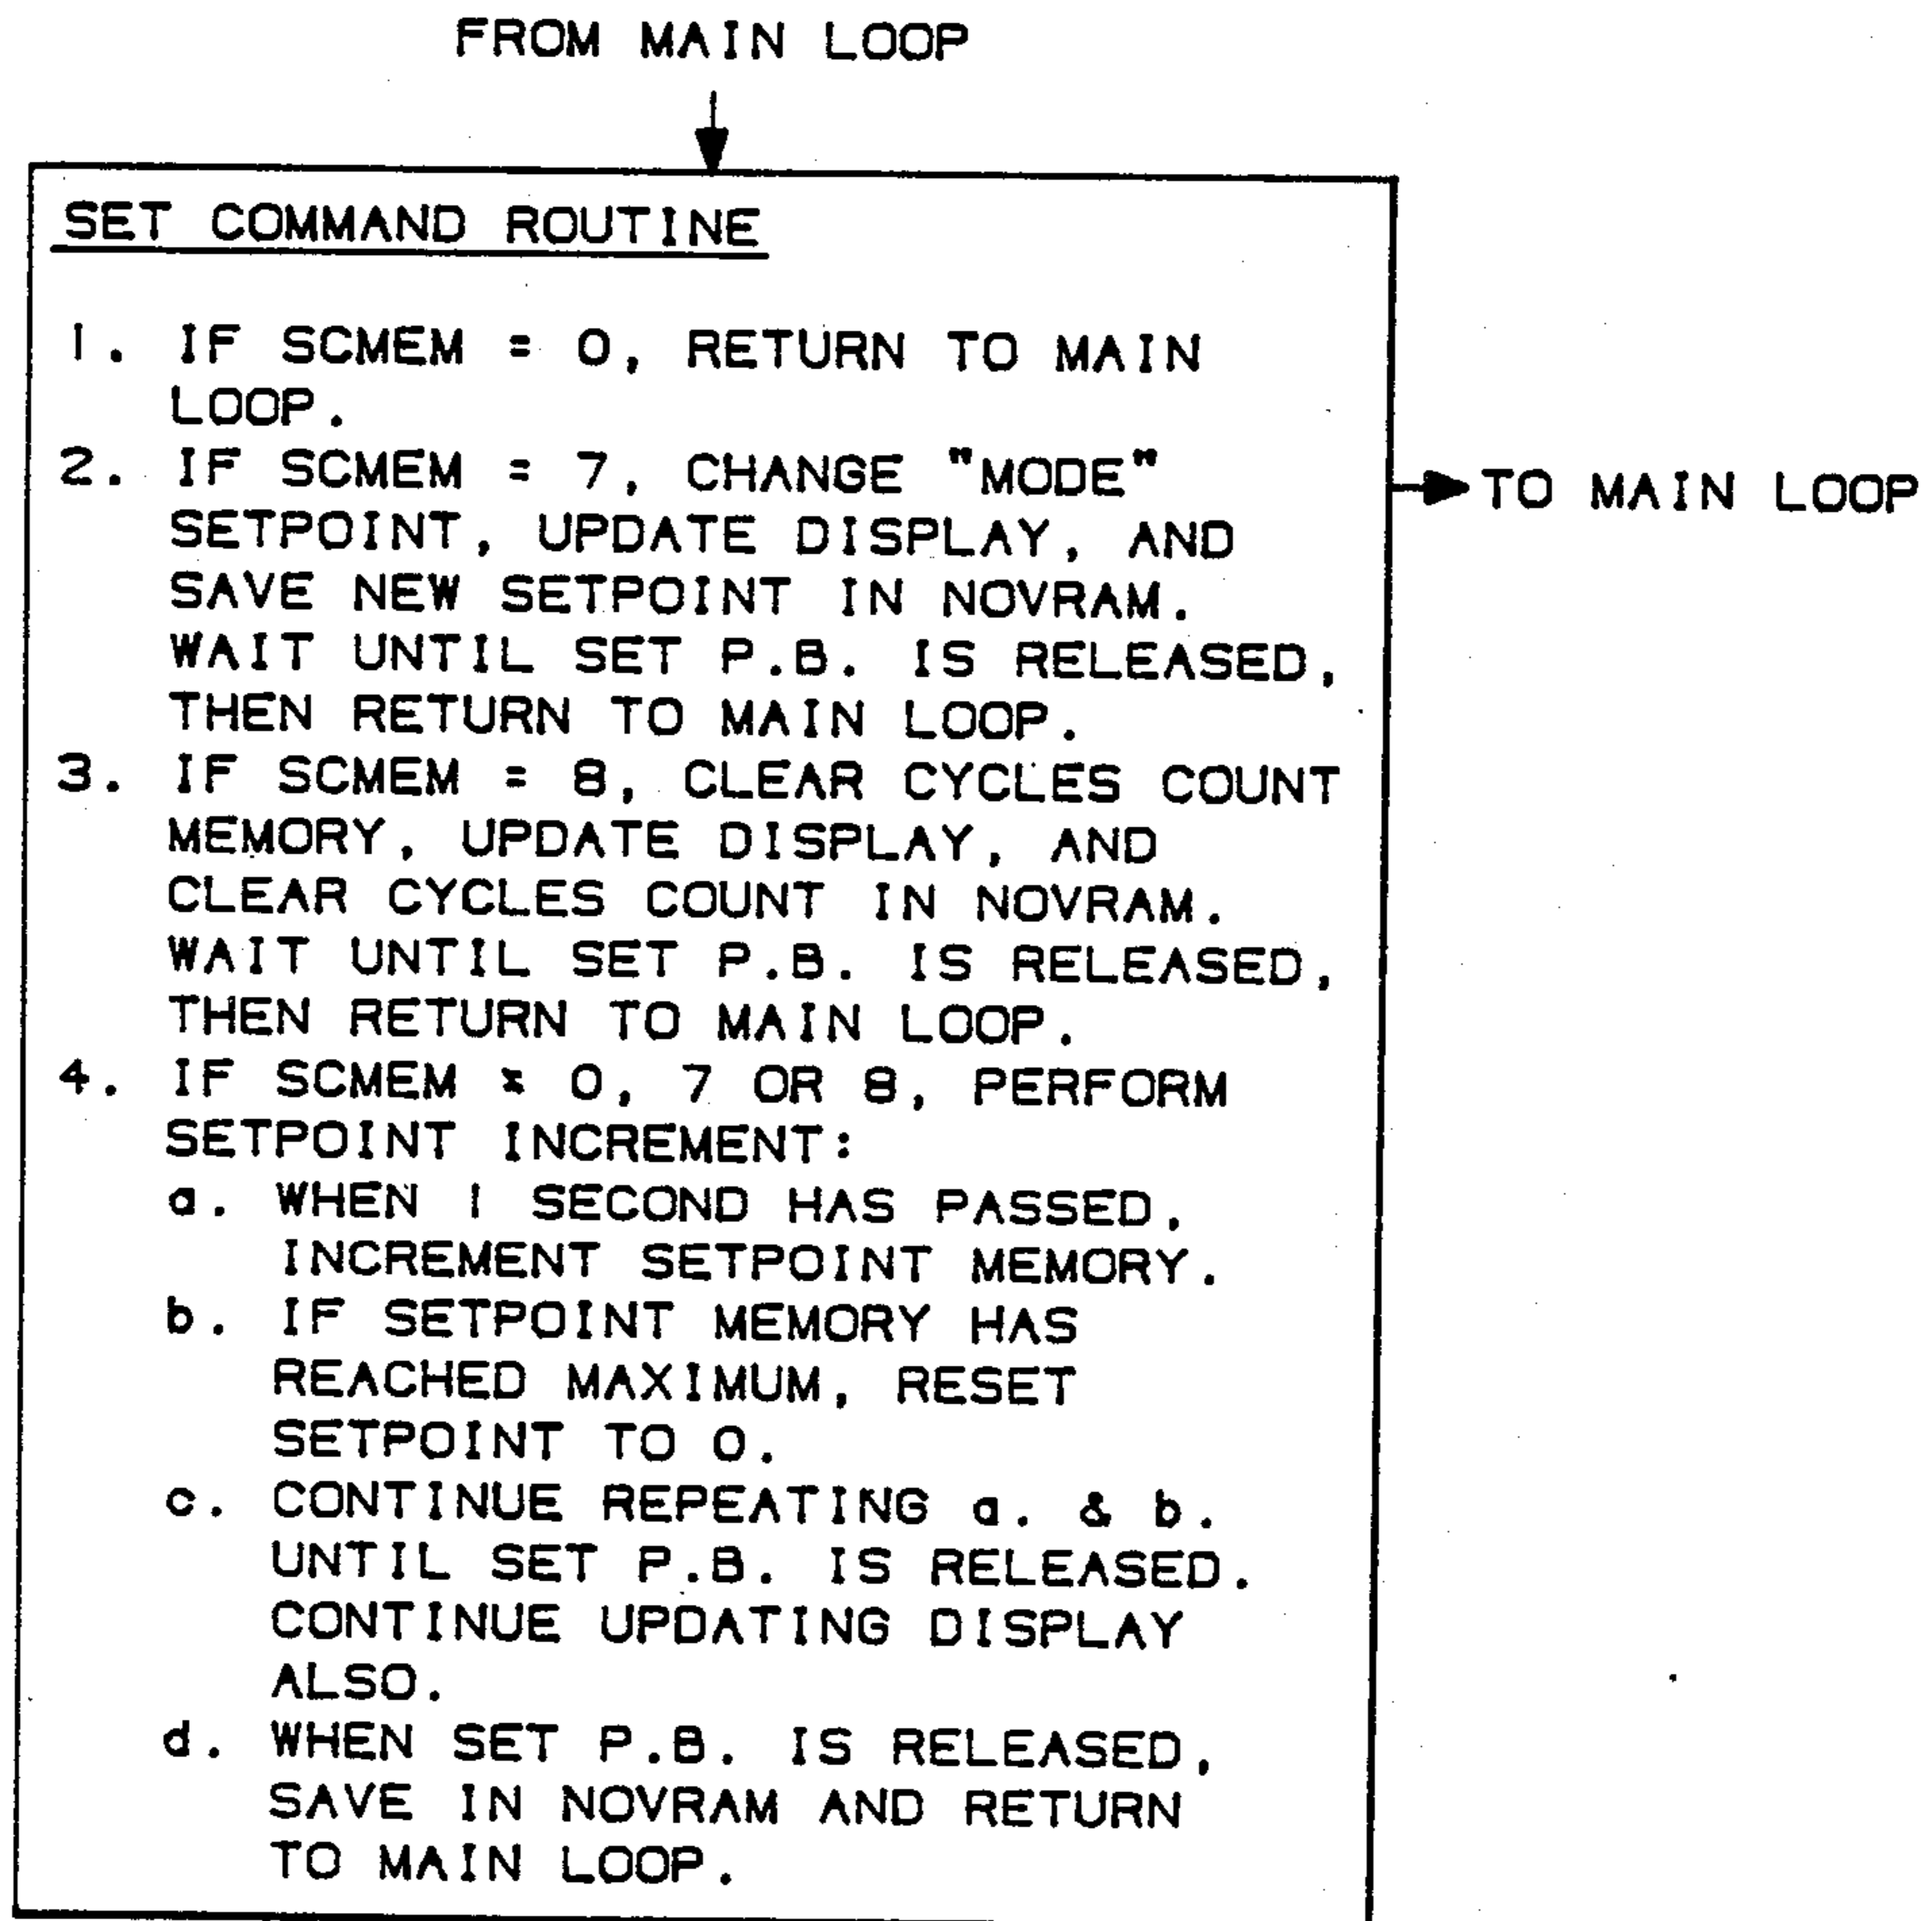 FROM MAIN LOOP
SET COMMAND ROUTINE
1. IF SCMEM = 0, RETURN TO MAIN
LOOP.
2. IF SCMEM = 7, CHANGE "MODE"
SETPOINT, UPDATE DISPLAY, AND
SAVE NEW SETPOINT IN NOVRAM.
WAIT UNTIL SET P.B. IS RELEASED,
THEN RETURN TO MAIN LOOP.
3. IF SCMEM = 8, CLEAR CYCLES COUNT
MEMORY, UPDATE DISPLAY, AND
CLEAR CYCLES COUNT IN NOVRAM.
WAIT UNTIL SET P.B. IS RELEASED,
THEN RETURN TO MAIN LOOP.
4. IF SCMEM ≠ 0, 7 OR 8, PERFORM
SETPOINT INCREMENT:
a. WHEN 1 SECOND HAS PASSED,
INCREMENT SETPOINT MEMORY.
b. IF SETPOINT MEMORY HAS
REACHED MAXIMUM, RESET
SETPOINT TO 0.
c. CONTINUE REPEATING a. & b.
UNTIL SET P.B. IS RELEASED.
CONTINUE UPDATING DISPLAY
ALSO.
d. WHEN SET P.B. IS RELEASED,
SAVE IN NOVRAM AND RETURN
TO MAIN LOOP.
TO MAIN LOOP